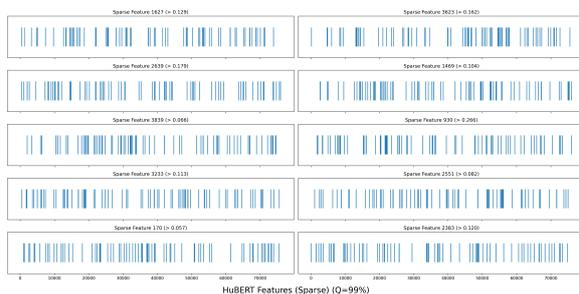 Sparse Feature 1627 (> 0.129)
Sparse Feature 3623 (> 0.162)
Sparse Feature 2639 (> 0.179)
Sparse Feature 1469 (> 0.104)
Sparse Feature 3839 (> 0.066)
Sparse Feature 930 (> 0.266)
Sparse Feature 3233 (> 0.113)
Sparse Feature 2551 (> 0.082)
Sparse Feature 170 (> 0.057)
Sparse Feature 2383 (> 0.120)
0 10000 20000 30000 40000 50000 60000 70000 0 10000 20000 30000 40000 50000 60000 70000
HuBERT Features (Sparse) (Q=99%)